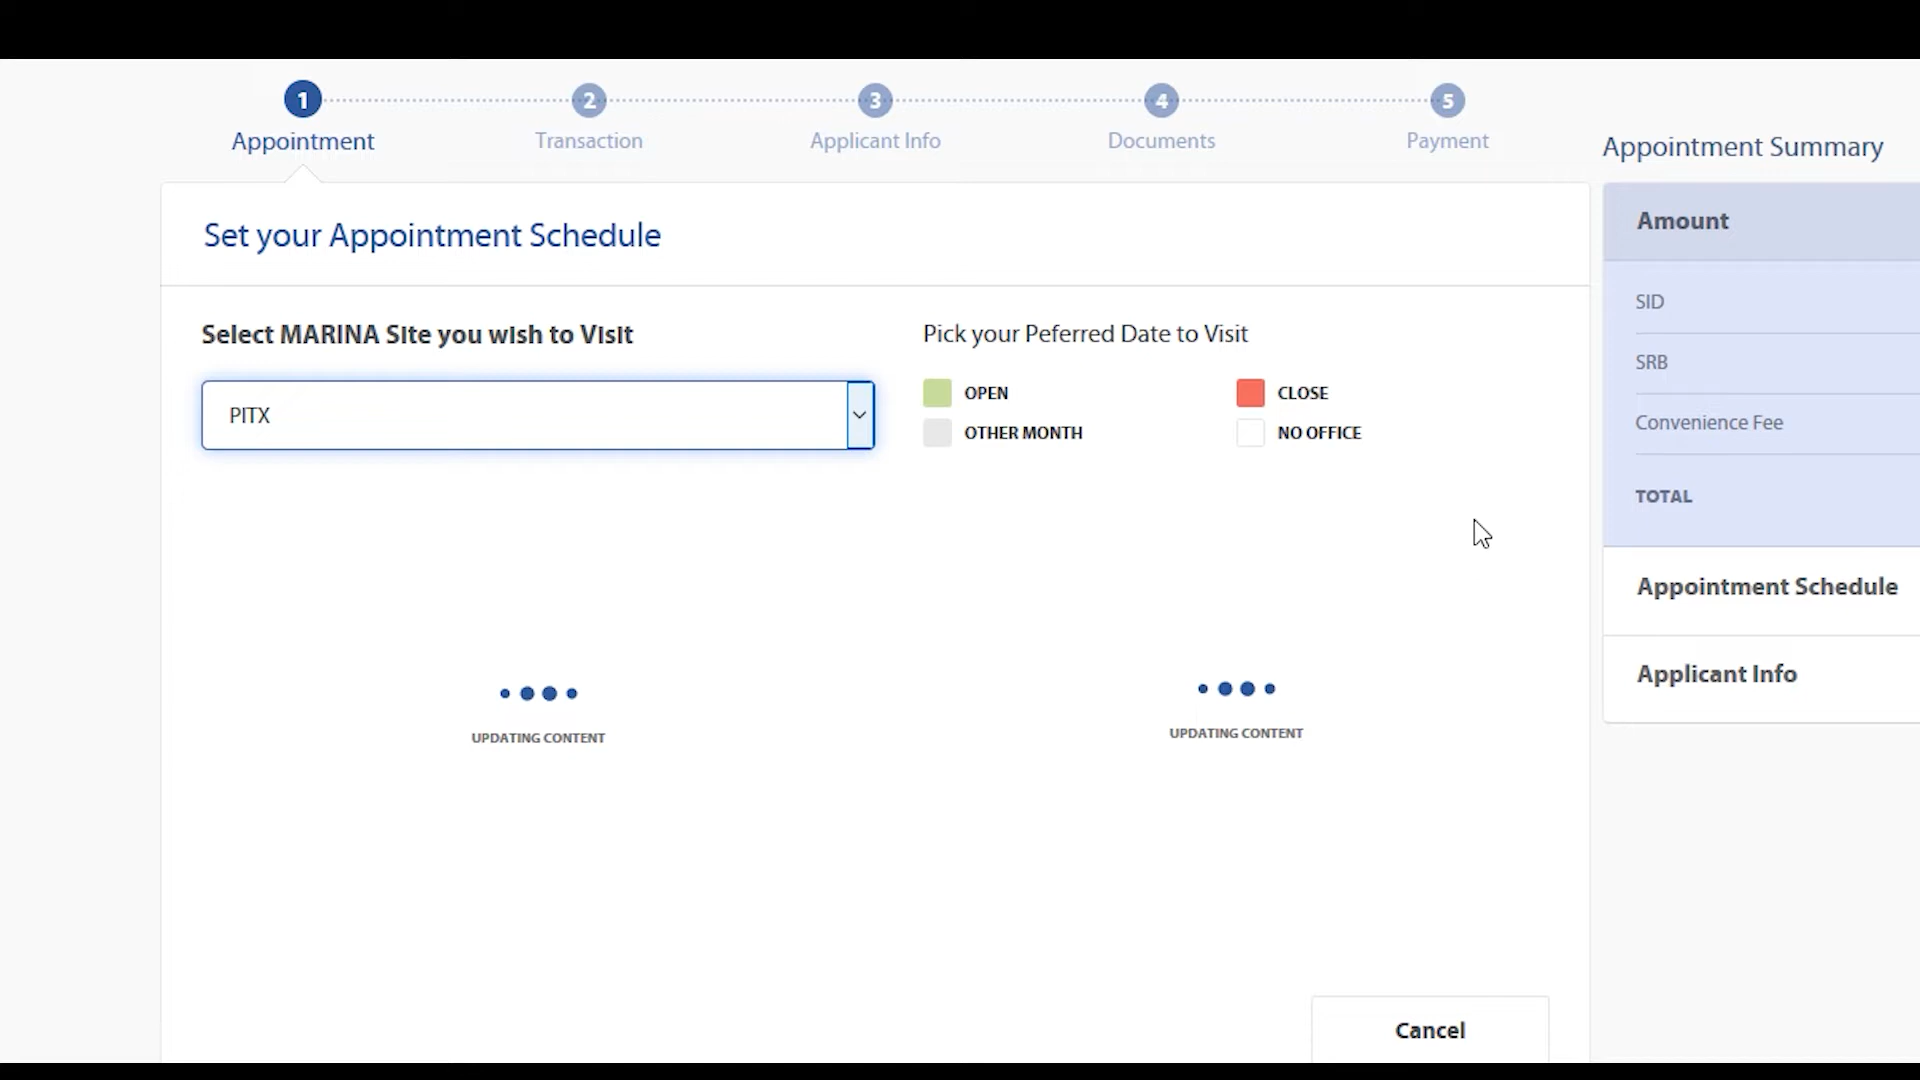 1
2
3
4
5
Appointment
Transaction
Applicant Info
Documents
Payment
Set your Appointment Schedule
Select MARINA Site you wish to Visit
PITX
UPDATING CONTENT
Pick your Peferred Date to Visit
OPEN
CLOSE
OTHER MONTH
NO OFFICE
UPDATING CONTENT
Cancel
Appointment Summary
Amount
SID
SRB
Convenience Fee
TOTAL
Appointment Schedule
Applicant Info